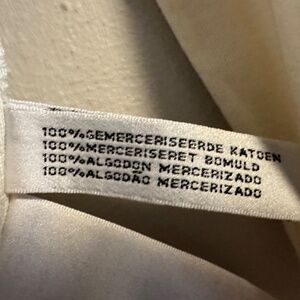 100%GEMERCERISEERDE KATOEN
100%MERCERISERET BOMULD
100%ALGODON MERCERIZADO
100%ALGODÃO MERCERIZADO